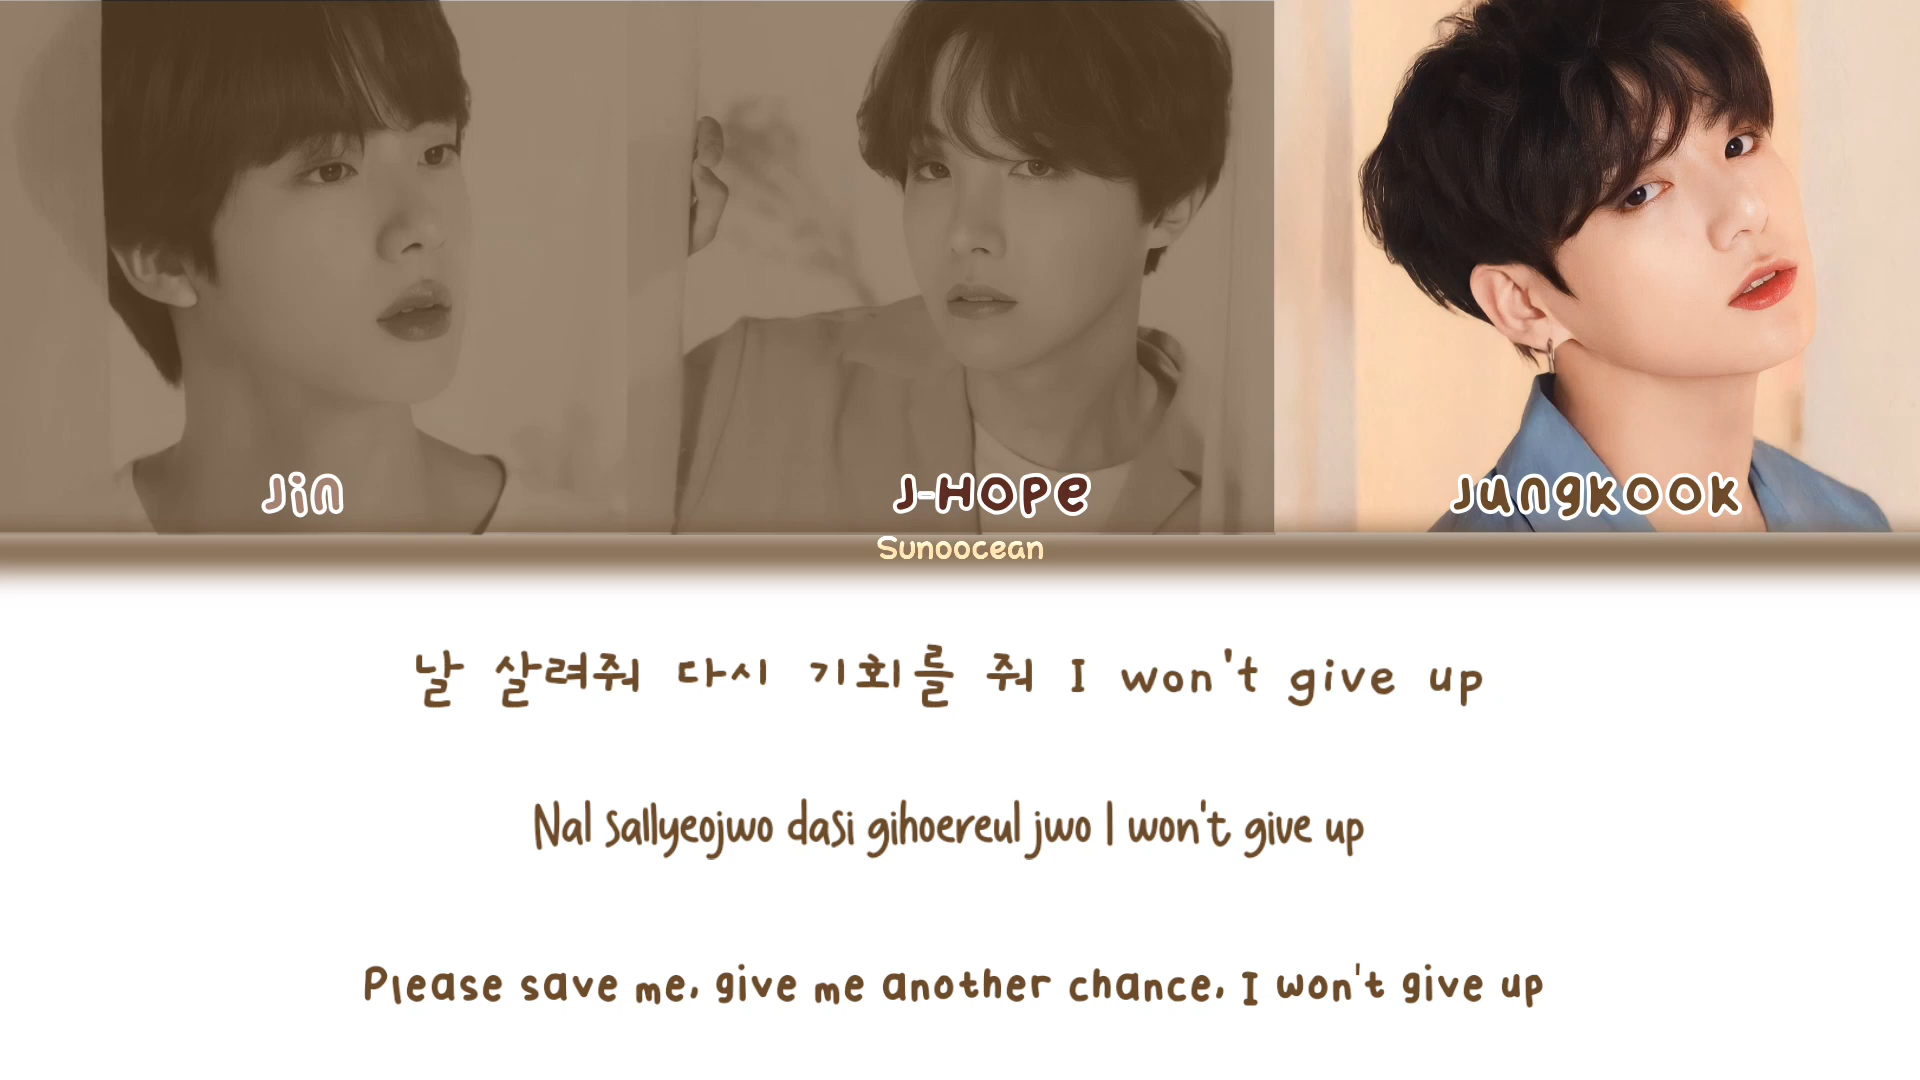 Jin
J-HOPE
Jungkook
Sunoocean
날 살려줘 다시 기회를 줘 I won't give up
Nal sallyeojwo dasi gihoereul jwo I won't give up
Please save me, give me another chance, I won't give up